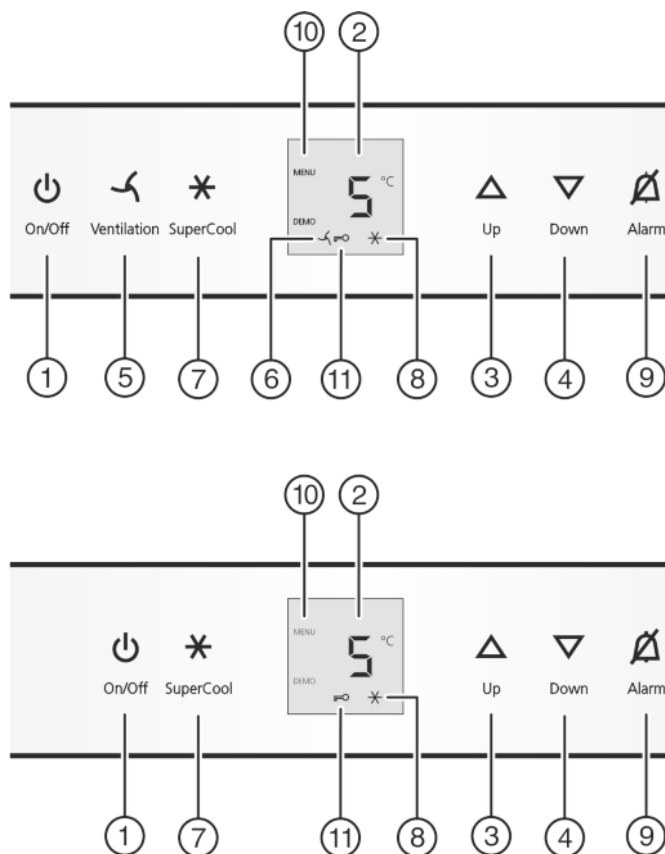 10 2
MENU
5 °C
DEMO
On/Off Ventilation SuperCool Up Down Alarm
1 5 7 6 11 8 3 4 9
10 2
MENU
5 °C
DEMO
On/Off SuperCool Up Down Alarm
1 7 11 8 3 4 9